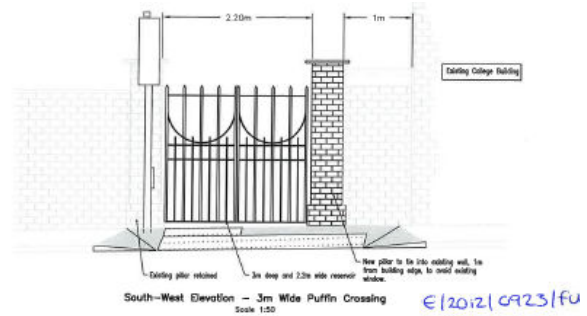 2.20m
1m
Existing College Building
Existing pillar retained
3m deep and 2.2m wide reservoir
New pillar to tie into existing wall, 1m
from building edge, to avoid existing
window.
South-West Elevation - 3m Wide Puffin Crossing
Scale 1:50
E/2012/0923/FU